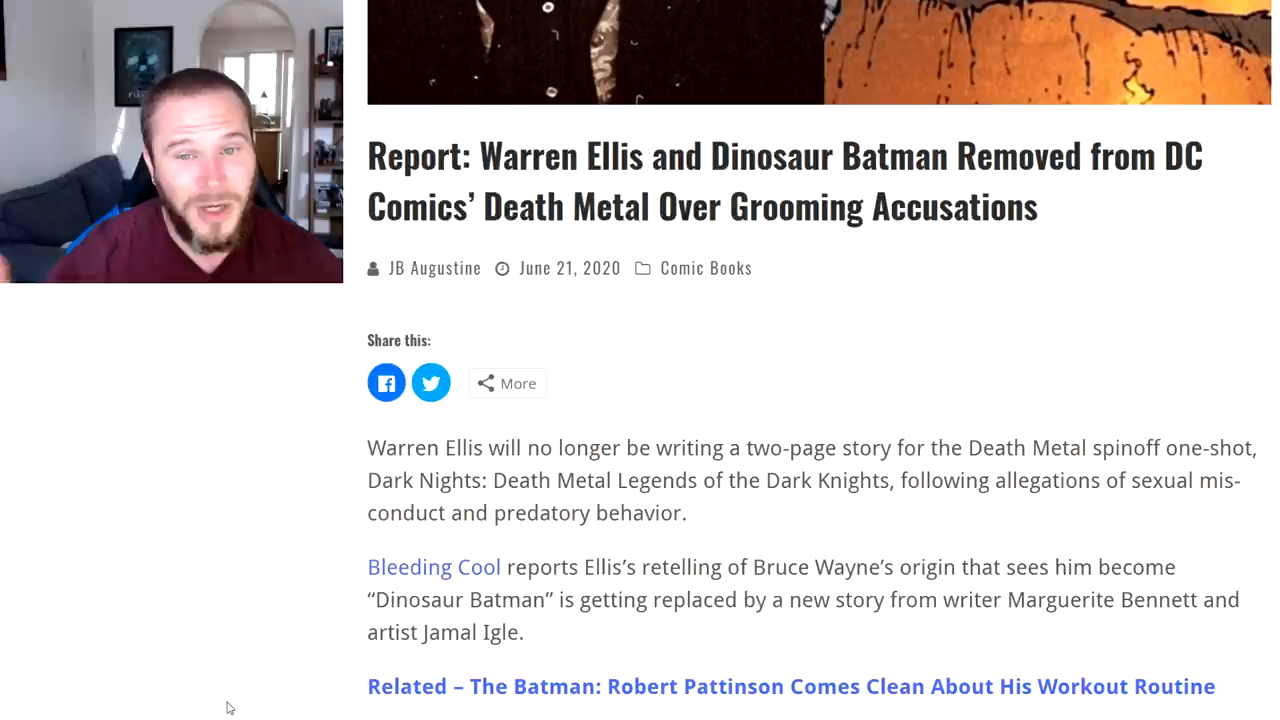 Report: Warren Ellis and Dinosaur Batman Removed from DC
Comics’ Death Metal Over Grooming Accusations
JB Augustine June 21, 2020 Comic Books
Share this:
More
Warren Ellis will no longer be writing a two-page story for the Death Metal spinoff one-shot,
Dark Nights: Death Metal Legends of the Dark Knights, following allegations of sexual mis-
conduct and predatory behavior.
Bleeding Cool reports Ellis’s retelling of Bruce Wayne’s origin that sees him become
“Dinosaur Batman” is getting replaced by a new story from writer Marguerite Bennett and
artist Jamal Igle.
Related – The Batman: Robert Pattinson Comes Clean About His Workout Routine